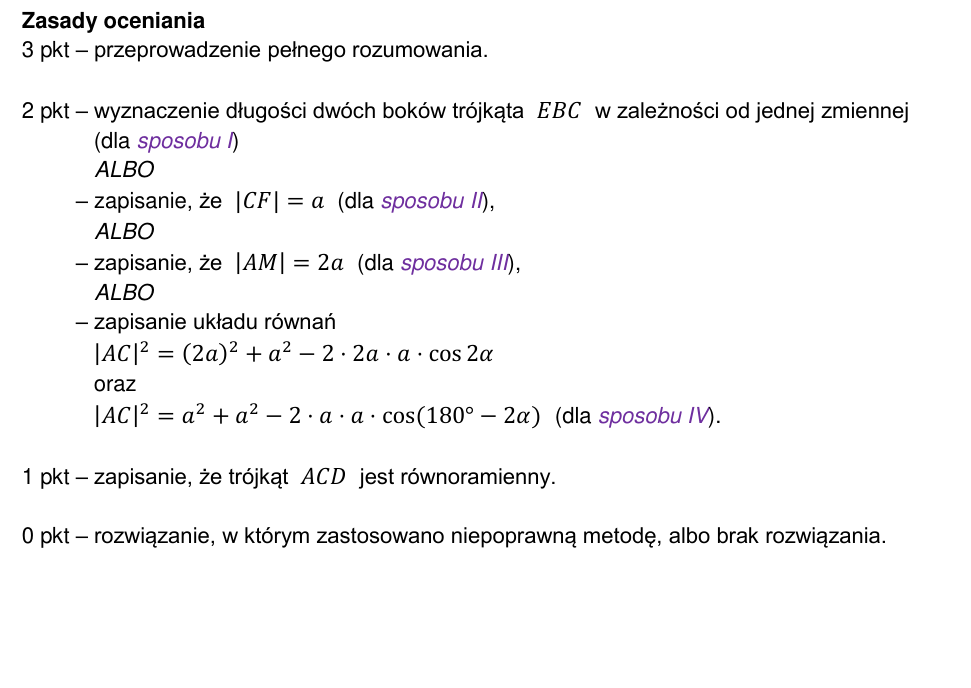 Zasady oceniania
3 pkt – przeprowadzenie pełnego rozumowania.
2 pkt – wyznaczenie długości dwóch boków trójkąta EBC w zależności od jednej zmiennej
(dla sposobu I)
ALBO
– zapisanie, że |CF| = a (dla sposobu II),
ALBO
– zapisanie, że |AM| = 2a (dla sposobu III),
ALBO
– zapisanie układu równań
|AC|² = (2a)² + a² − 2 · 2a · a · cos 2α
oraz
|AC|² = a² + a² − 2 · a · a · cos(180° − 2α) (dla sposobu IV).
1 pkt – zapisanie, że trójkąt ACD jest równoramienny.
0 pkt – rozwiązanie, w którym zastosowano niepoprawną metodę, albo brak rozwiązania.